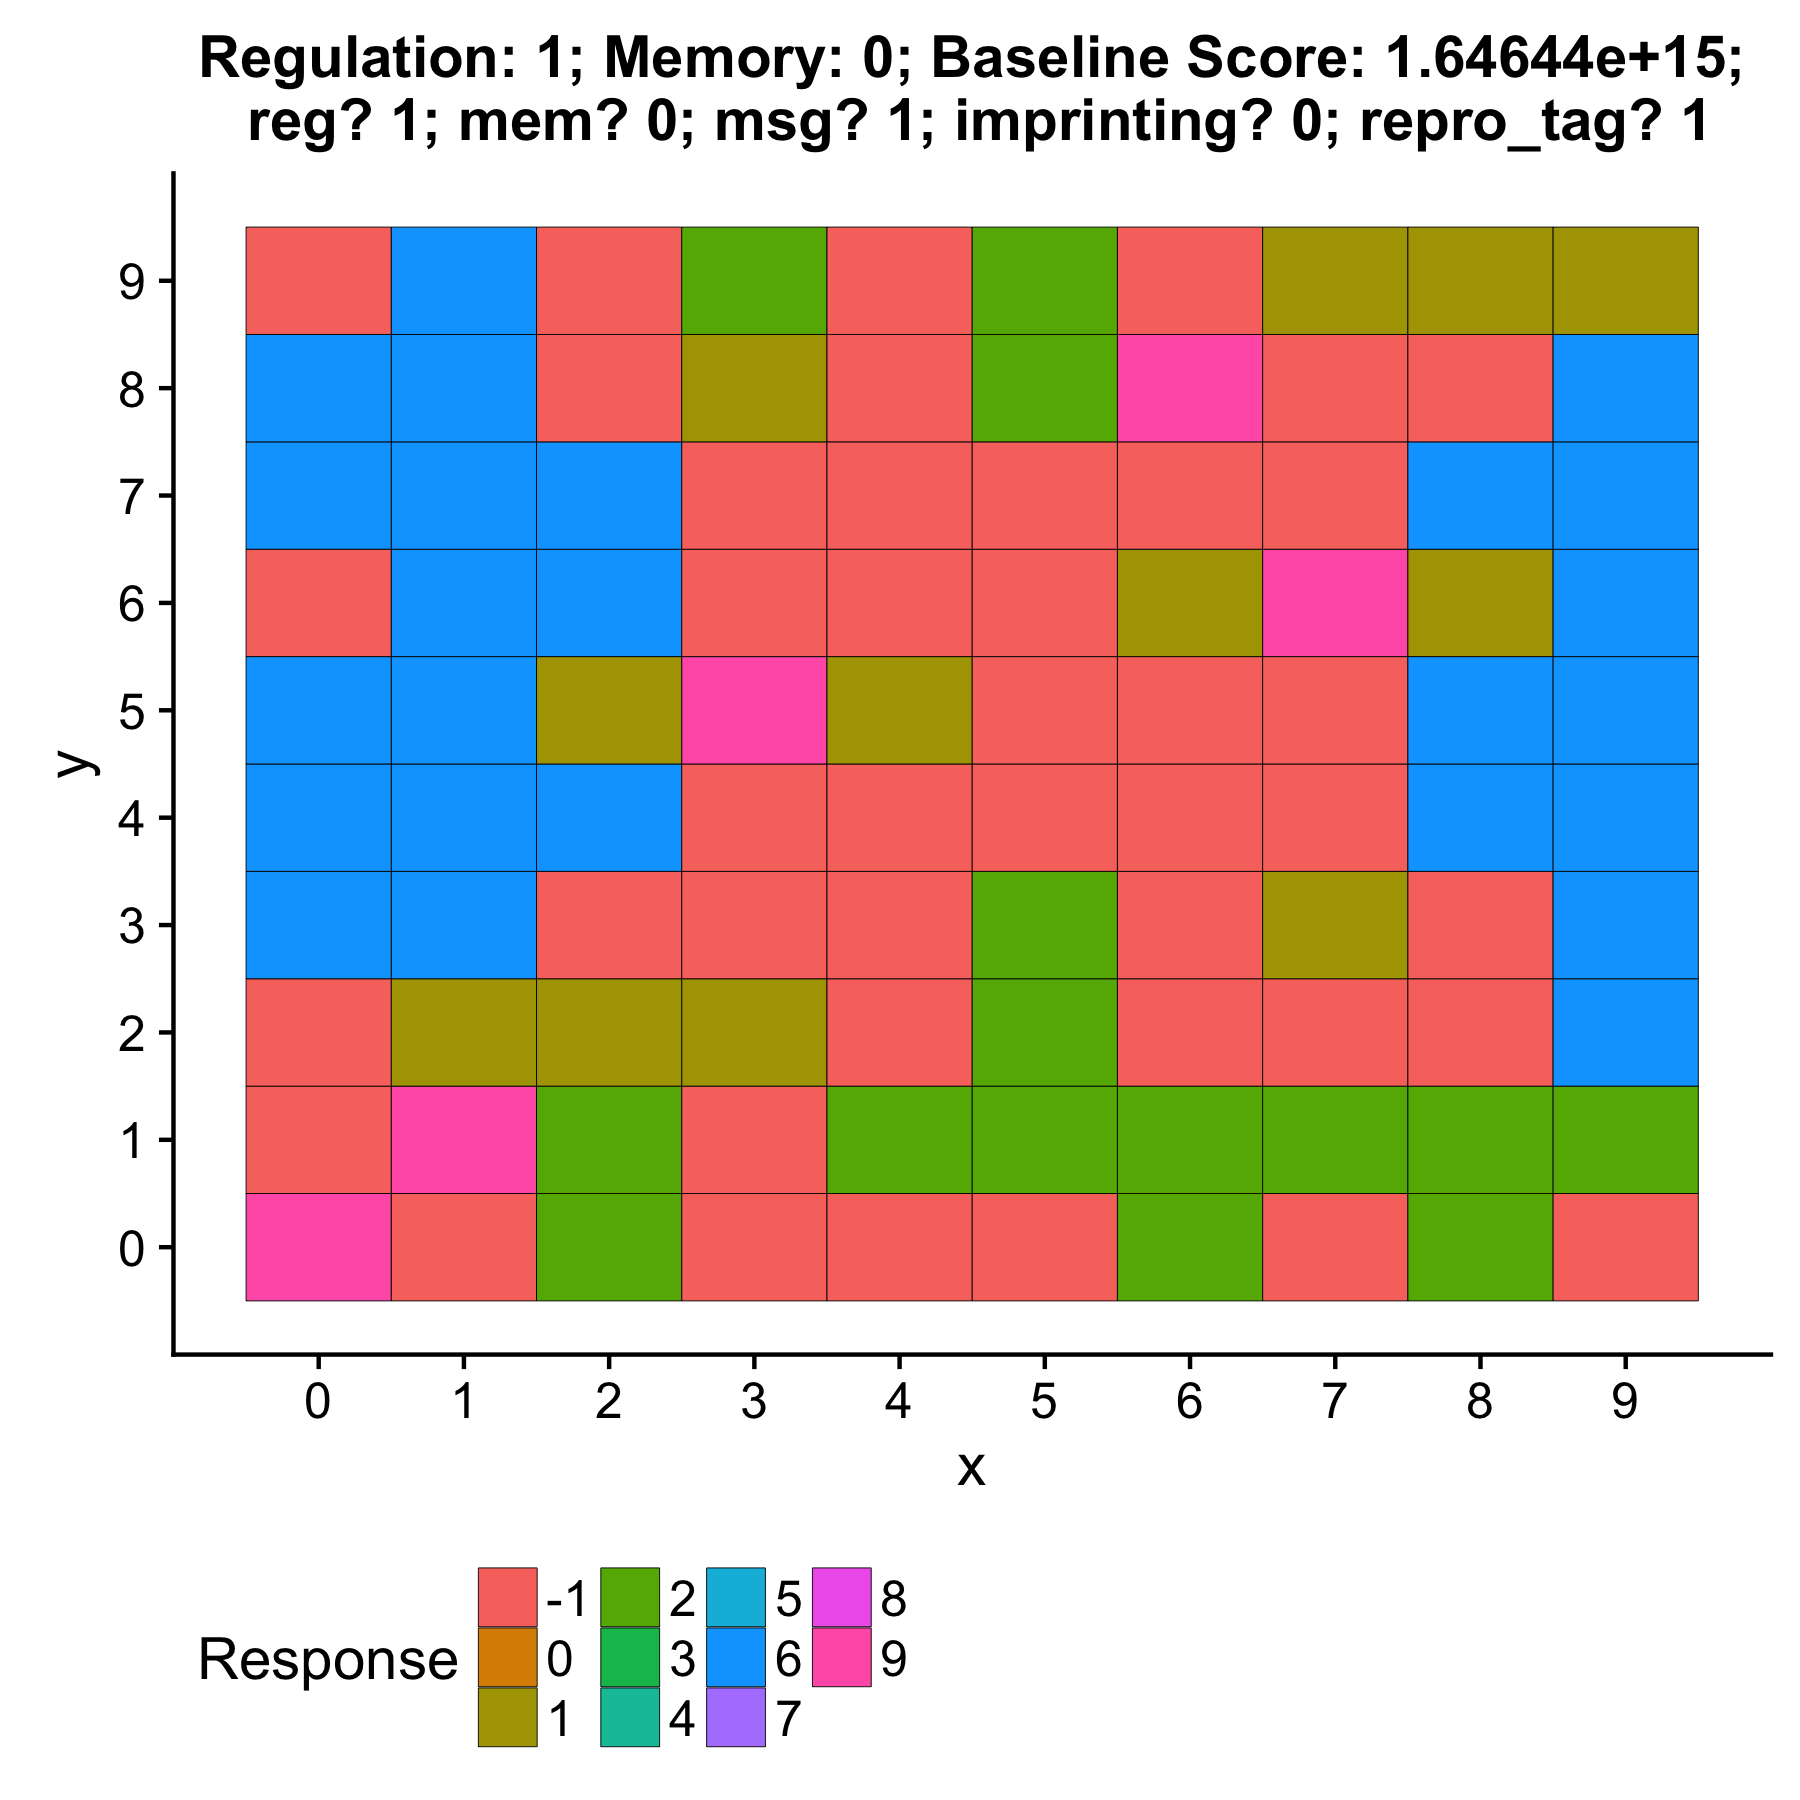 Regulation: 1; Memory: 0; Baseline Score: 1.64644e+15;
reg? 1; mem? 0; msg? 1; imprinting? 0; repro_tag? 1
9
8
7
6
5
4
3
2
1
0
y
0 1 2 3 4 5 6 7 8 9
x
Response
-1 2 5 8
0 3 6 9
1 4 7